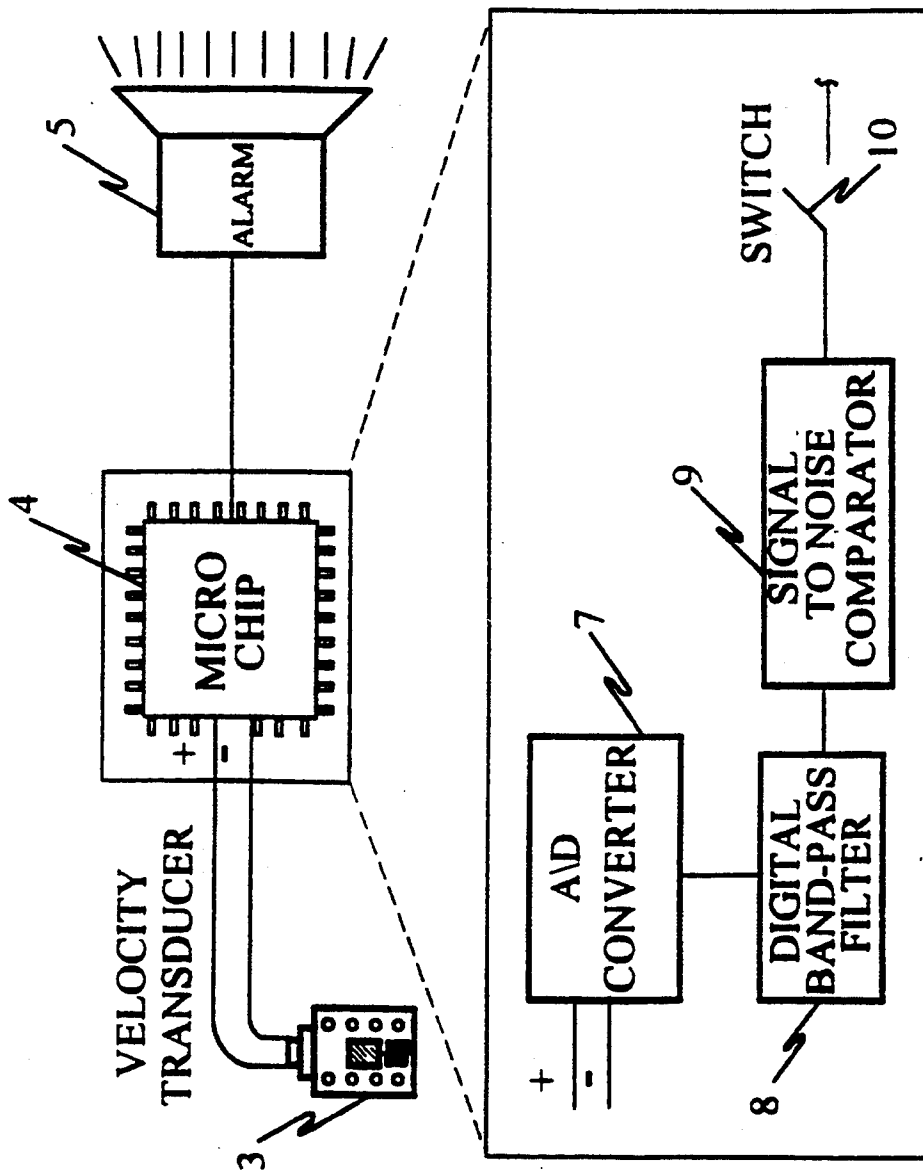 VELOCITY
TRANSDUCER
3
+
-
MICRO
CHIP
4
ALARM
5
+
-
A\D
CONVERTER
7
DIGITAL
BAND-PASS
FILTER
8
SIGNAL
TO NOISE
COMPARATOR
9
SWITCH
10